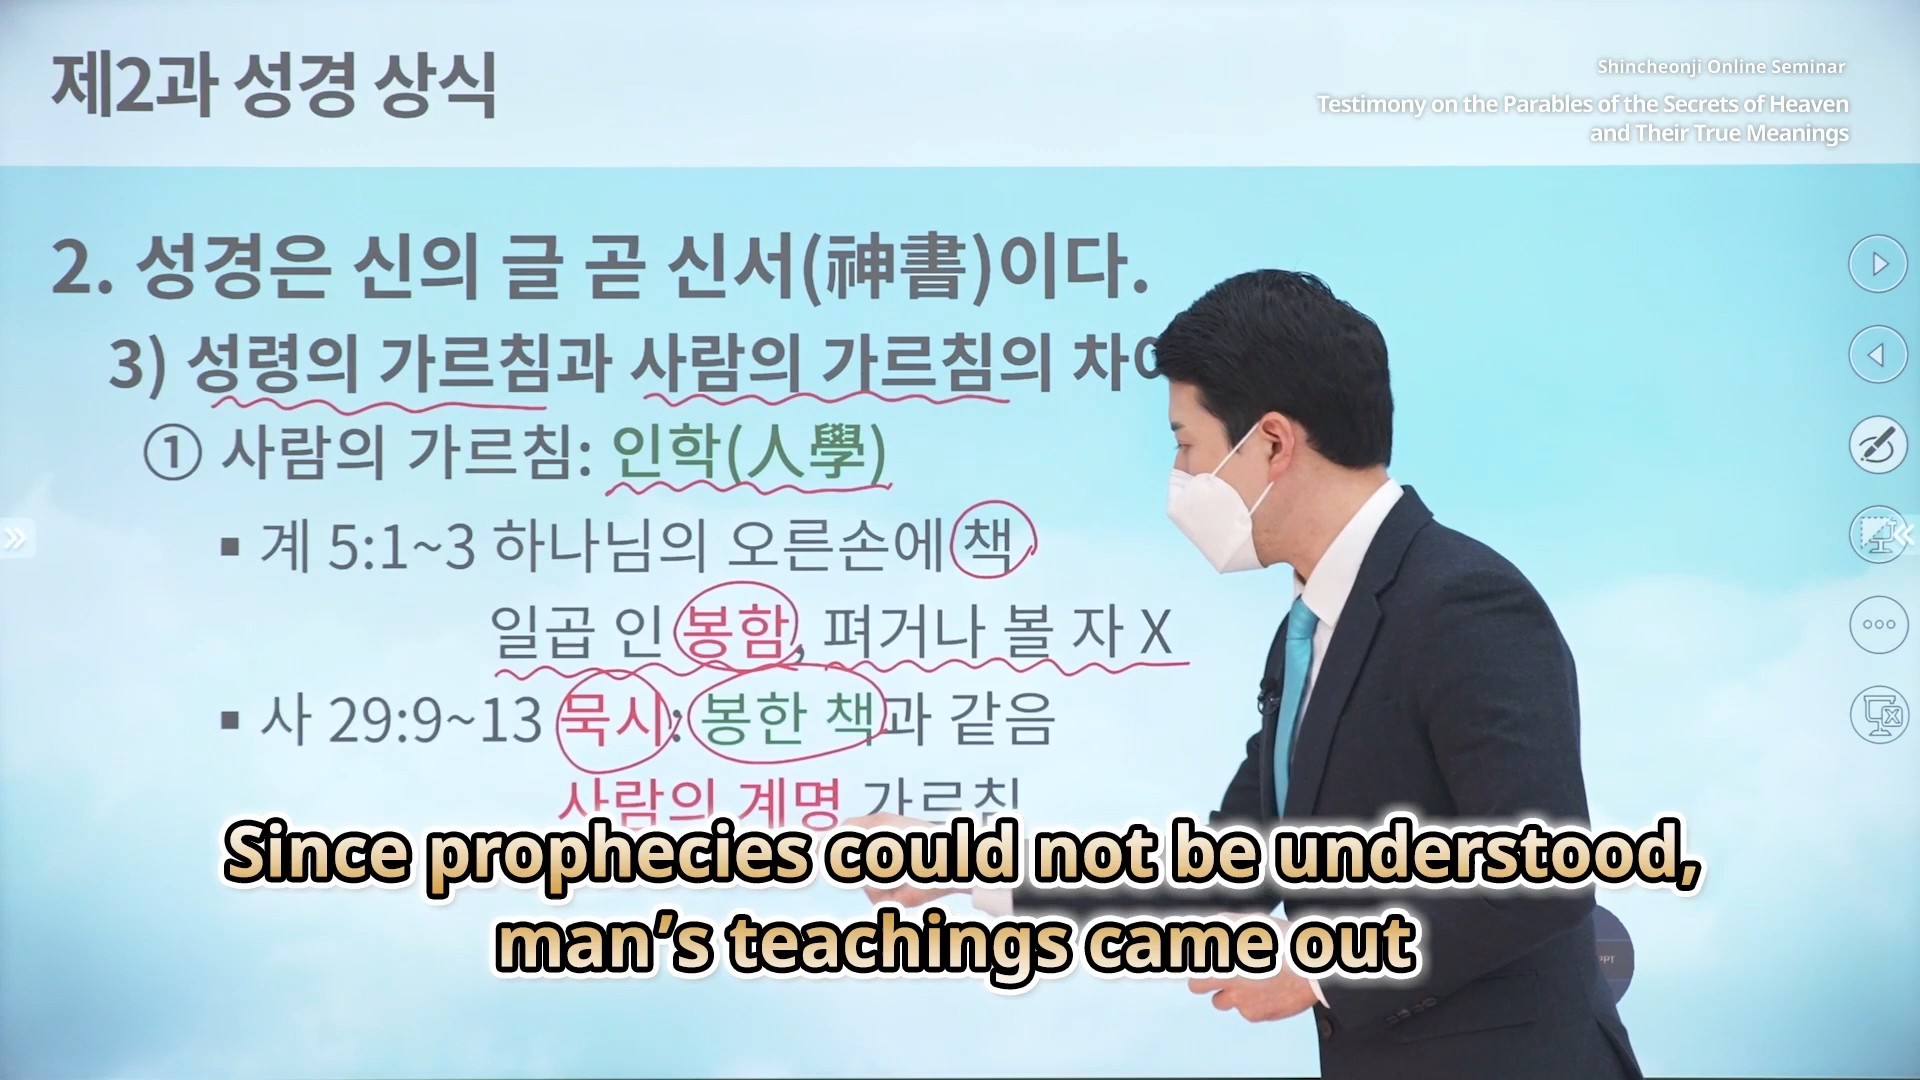 제2과 성경 상식
Shincheonji Online Seminar
Testimony on the Parables of the Secrets of Heaven
and Their True Meanings
2. 성경은 신의 글 곧 신서(神書)이다.
3) 성령의 가르침과 사람의 가르침의
① 사람의 가르침: 인학(人學)
▪ 계 5:1~3 하나님의 오른손에 책
일곱 인 봉함, 펴거나 볼 자 X
▪ 사 29:9~13 묵시: 봉한 책과 같음
사람의 계명 가르침
Since prophecies could not be understood,
man’s teachings came out
PPT